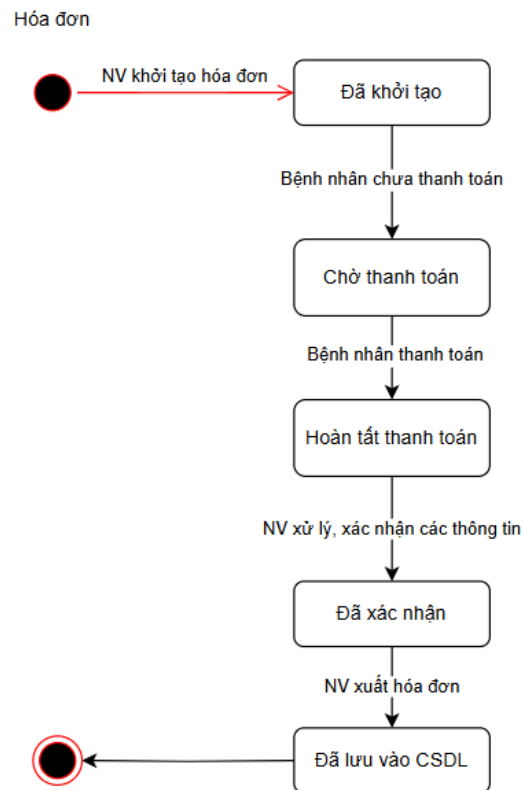 Hóa đơn
NV khởi tạo hóa đơn
Đã khởi tạo
Bệnh nhân chưa thanh toán
Chờ thanh toán
Bệnh nhân thanh toán
Hoàn tất thanh toán
NV xử lý, xác nhận các thông tin
Đã xác nhận
NV xuất hóa đơn
Đã lưu vào CSDL